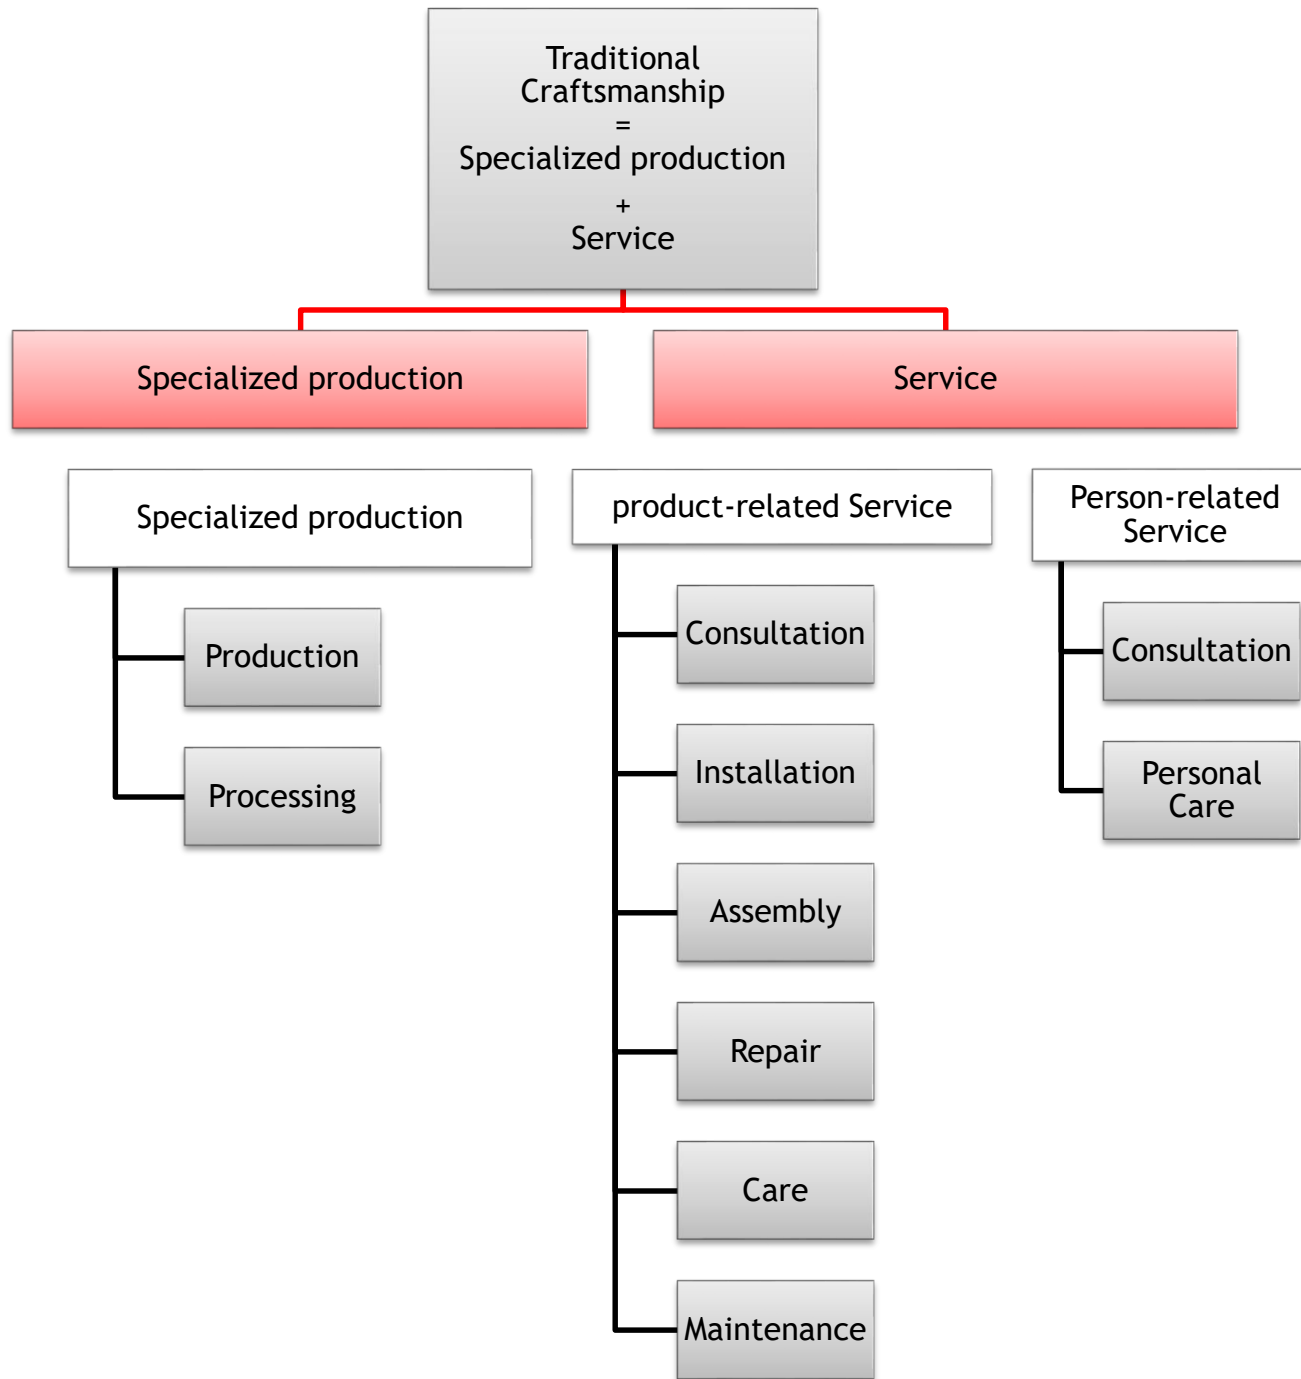 Traditional
Craftsmanship
=
Specialized production
+
Service
Specialized production
Service
Specialized production
Production
Processing
product-related Service
Consultation
Installation
Assembly
Repair
Care
Maintenance
Person-related
Service
Consultation
Personal
Care